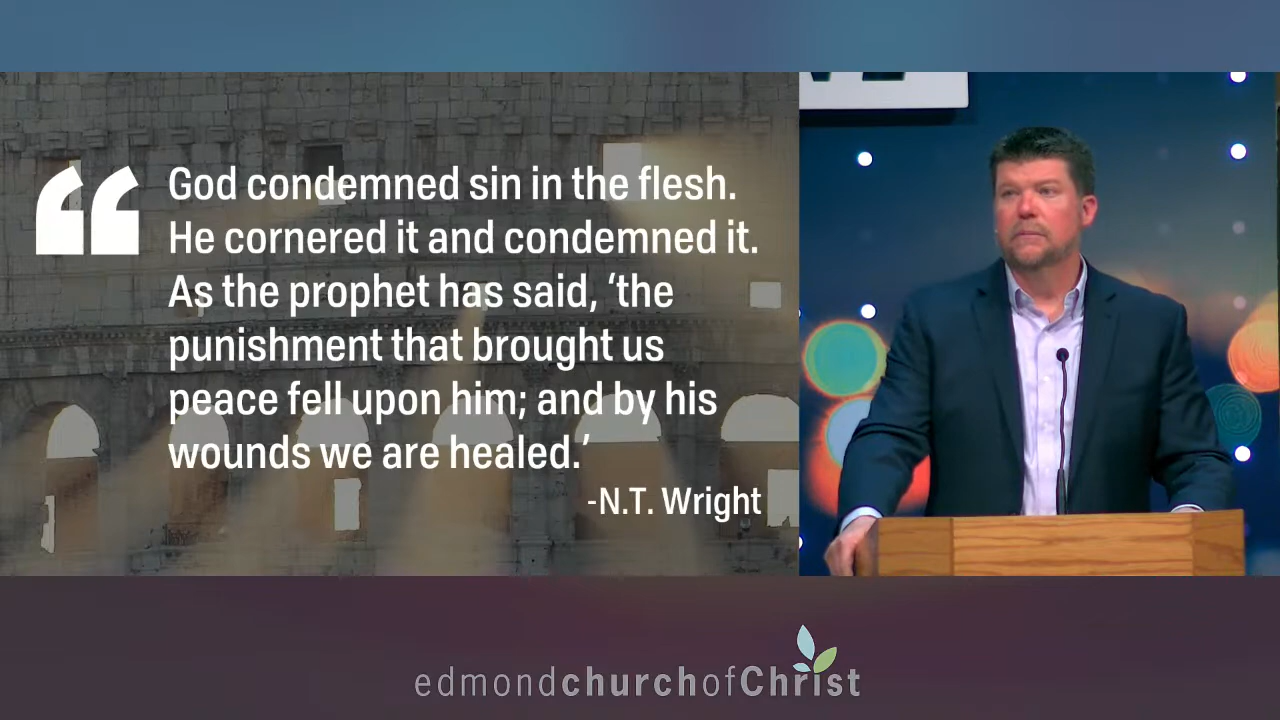 God condemned sin in the flesh.
He cornered it and condemned it.
As the prophet has said, ‘the
punishment that brought us
peace fell upon him; and by his
wounds we are healed.’
-N.T. Wright
edmondchurchofChrist